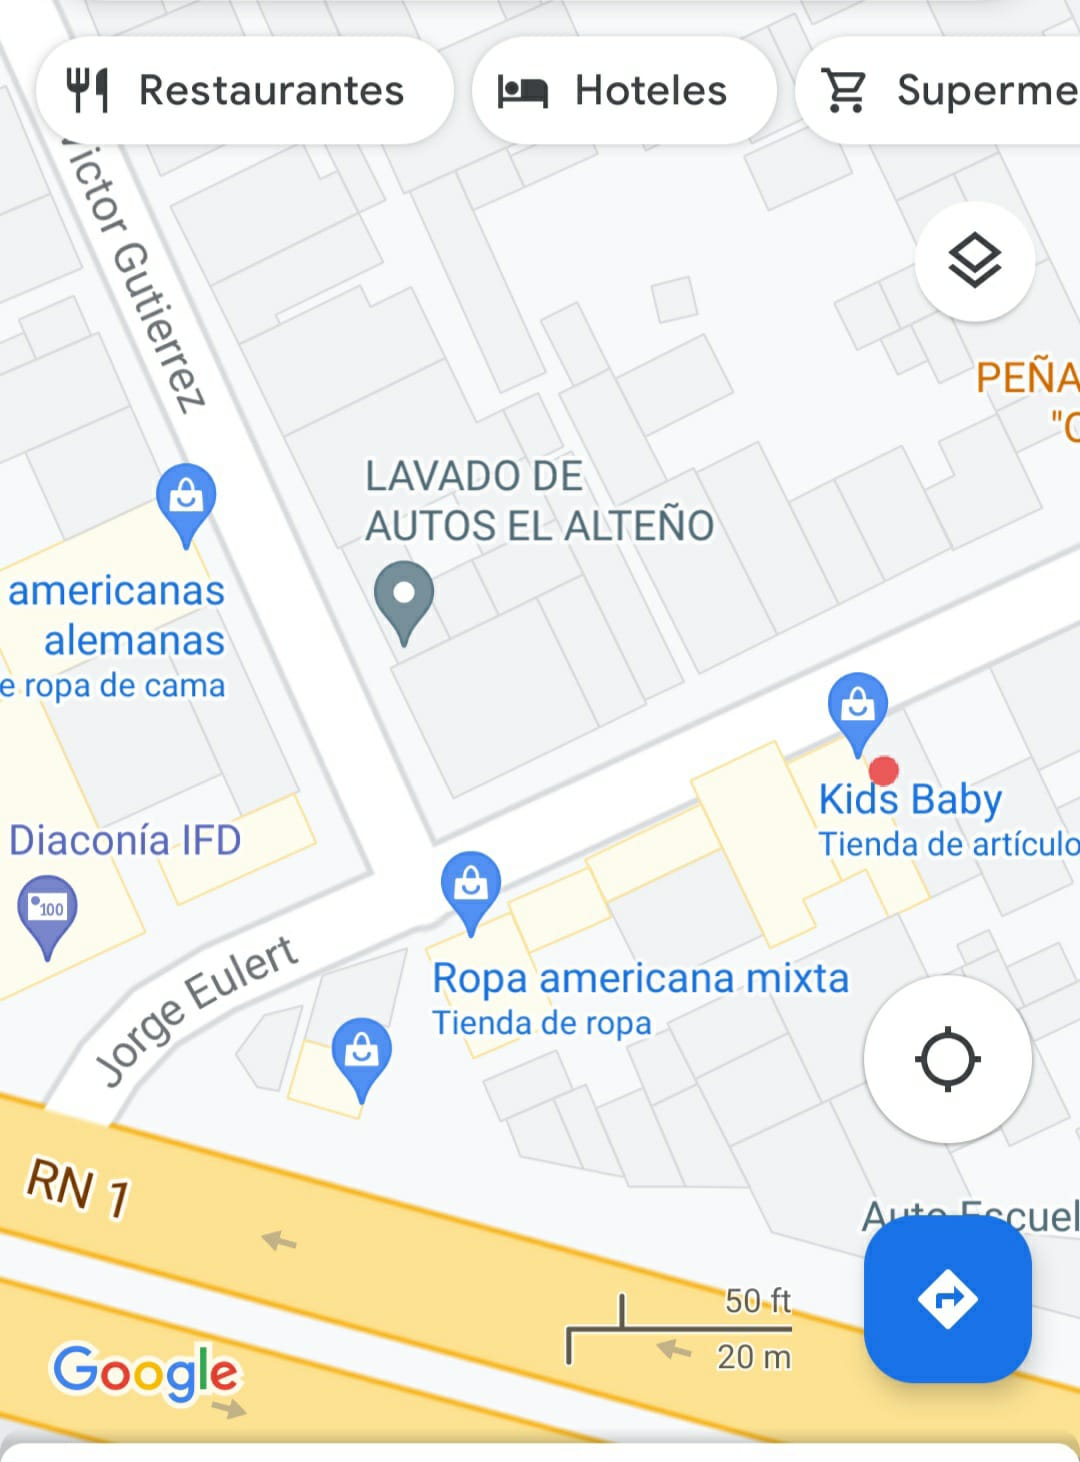 Restaurantes
Hoteles
Superme
ictor Gutierrez
PEÑA
"C
LAVADO DE
AUTOS EL ALTEÑO
americanas
alemanas
e ropa de cama
Kids Baby
Tienda de artículo
Diaconía IFD
100
Ropa americana mixta
Tienda de ropa
Jorge Eulert
RN 1
Auto Escuel
50 ft
20 m
Google